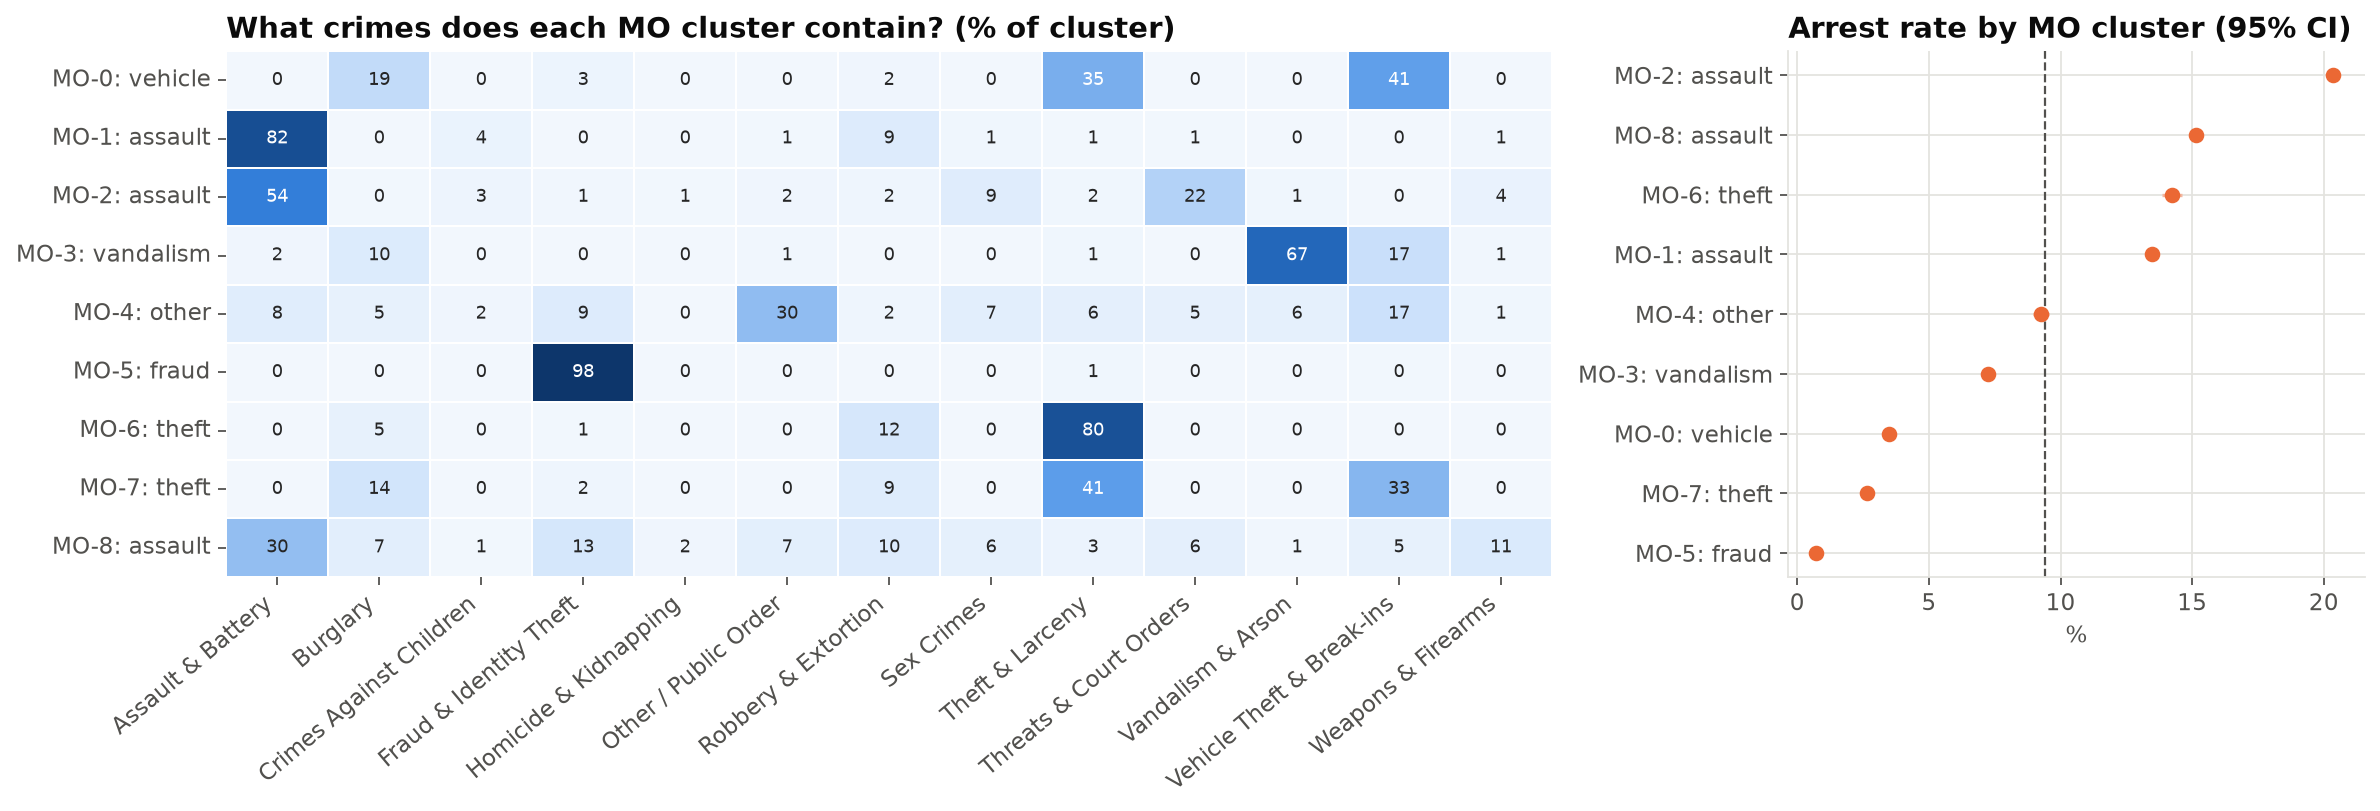 What crimes does each MO cluster contain? (% of cluster)
MO-0: vehicle 0 19 0 3 0 0 2 0 35 0 0 41 0
MO-1: assault 82 0 4 0 0 1 9 1 1 1 0 0 1
MO-2: assault 54 0 3 1 1 2 2 9 2 22 1 0 4
MO-3: vandalism 2 10 0 0 0 1 0 0 1 0 67 17 1
MO-4: other 8 5 2 9 0 30 2 7 6 5 6 17 1
MO-5: fraud 0 0 0 98 0 0 0 0 1 0 0 0 0
MO-6: theft 0 5 0 1 0 0 12 0 80 0 0 0 0
MO-7: theft 0 14 0 2 0 0 9 0 41 0 0 33 0
MO-8: assault 30 7 1 13 2 7 10 6 3 6 1 5 11
Assault & Battery
Burglary
Crimes Against Children
Fraud & Identity Theft
Homicide & Kidnapping
Other / Public Order
Robbery & Extortion
Sex Crimes
Theft & Larceny
Threats & Court Orders
Vandalism & Arson
Vehicle Theft & Break-ins
Weapons & Firearms
Arrest rate by MO cluster (95% CI)
MO-2: assault
MO-8: assault
MO-6: theft
MO-1: assault
MO-4: other
MO-3: vandalism
MO-0: vehicle
MO-7: theft
MO-5: fraud
0 5 10 15 20
%